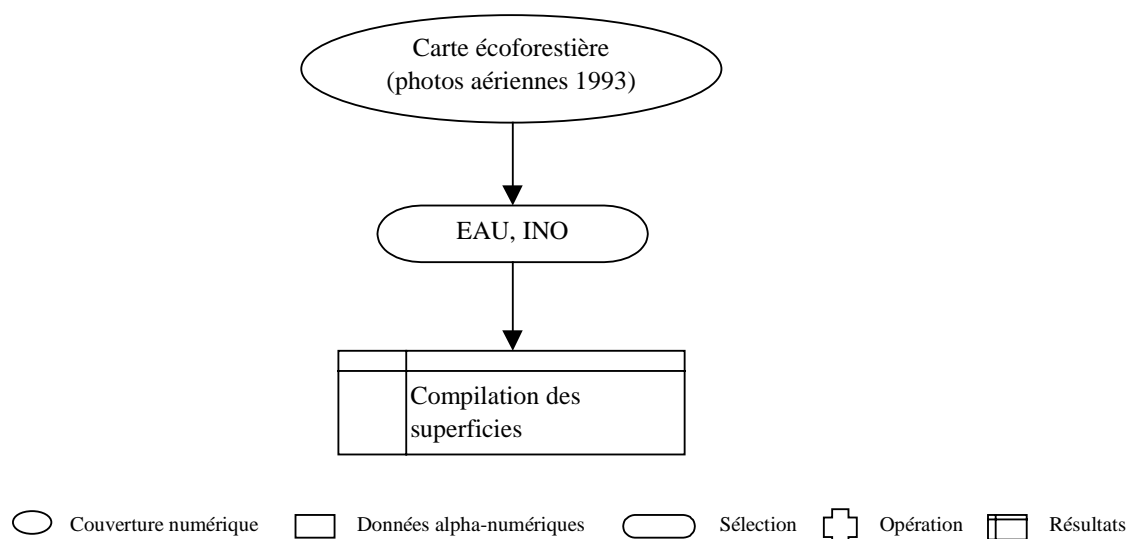 Carte écoforestière
(photos aériennes 1993)
EAU, INO
Compilation des
superficies
Couverture numérique Données alpha-numériques Sélection Opération Résultats